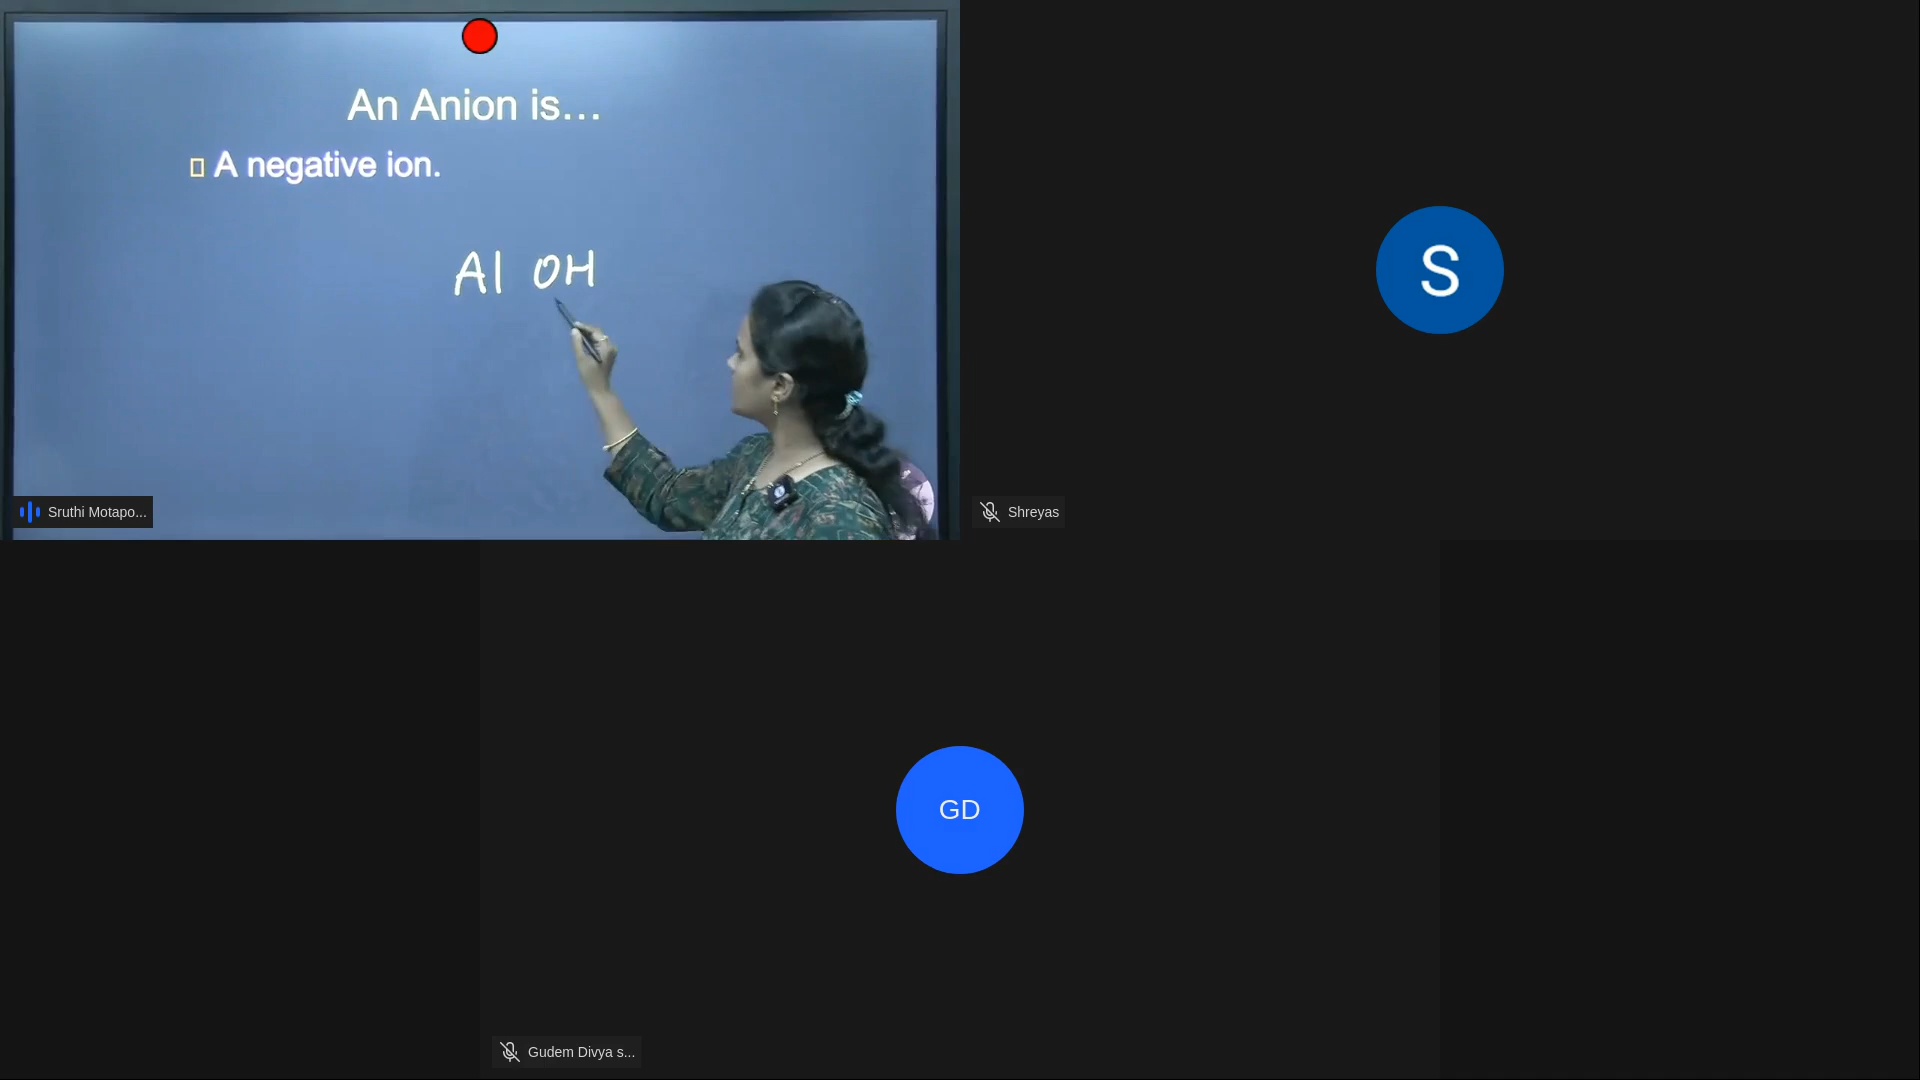 An Anion is...
A negative ion.
Al OH
Sruthi Motapo...
S
Shreyas
GD
Gudem Divya s...